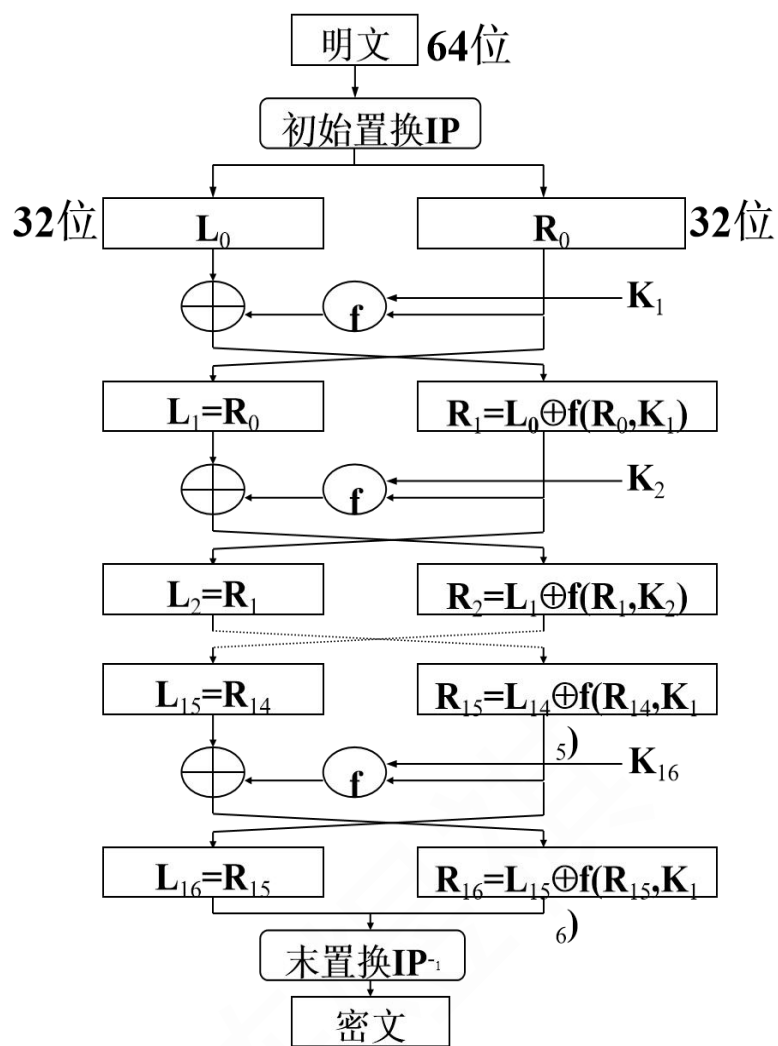 明文 64位
初始置换IP
32位 L₀ R₀ 32位
f K₁
L₁=R₀ R₁=L₀⊕f(R₀,K₁)
f K₂
L₂=R₁ R₂=L₁⊕f(R₁,K₂)
L₁₅=R₁₄ R₁₅=L₁₄⊕f(R₁₄,K₁
₅)
f K₁₆
L₁₆=R₁₅ R₁₆=L₁₅⊕f(R₁₅,K₁
₆)
末置换IP⁻¹
密文